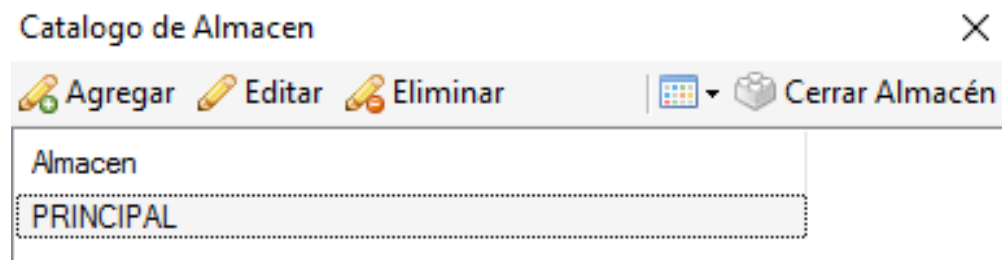 Catalogo de Almacen
Agregar Editar Eliminar Cerrar Almacén
Almacen
PRINCIPAL